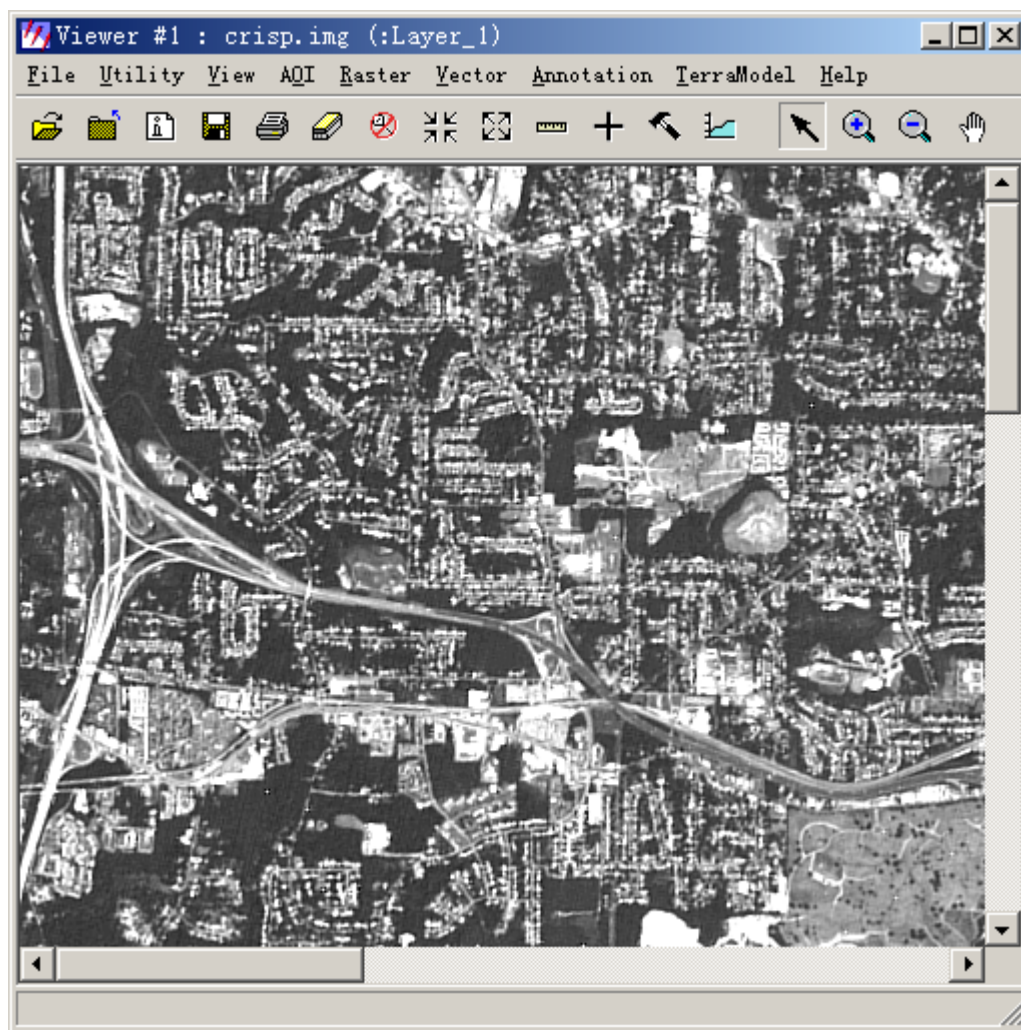 Viewer #1 : crisp.img (:Layer_1)
File Utility View AOI Raster Vector Annotation TerraModel Help